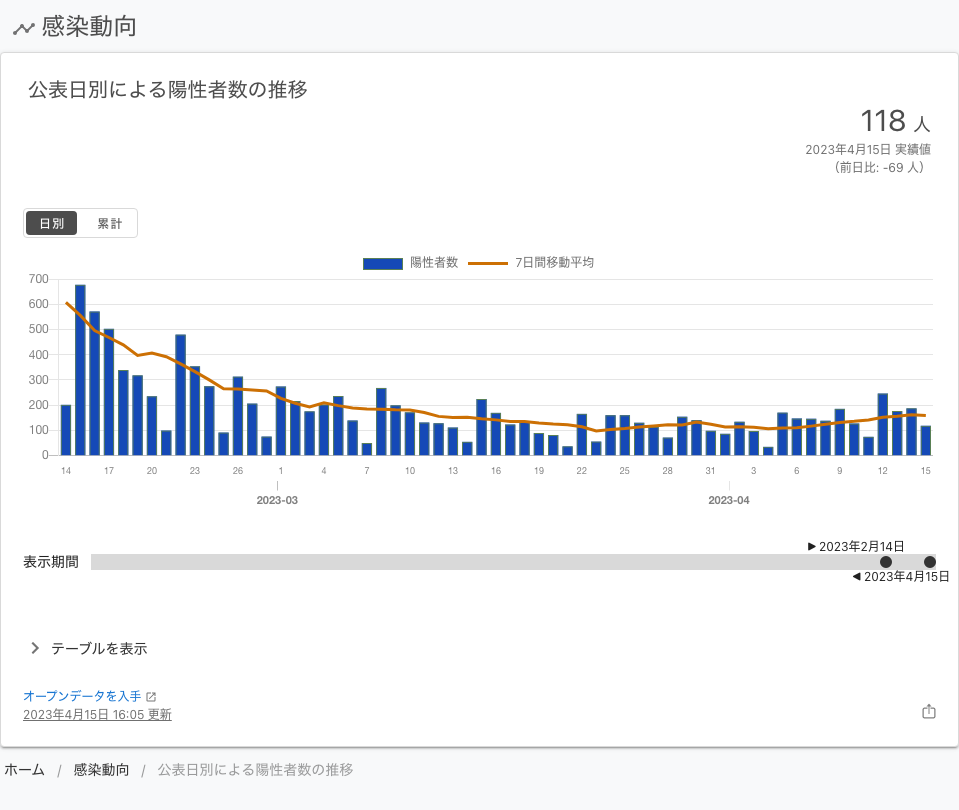 感染動向
公表日別による陽性者数の推移
118 人
2023年4月15日 実績値
（前日比: -69 人）
日別 累計
陽性者数 7日間移動平均
700
600
500
400
300
200
100
0
14 17 20 23 26 1 4 7 10 13 16 19 22 25 28 31 3 6 9 12 15
2023-03 2023-04
2023年2月14日
表示期間
2023年4月15日
テーブルを表示
オープンデータを入手
2023年4月15日 16:05 更新
ホーム / 感染動向 / 公表日別による陽性者数の推移